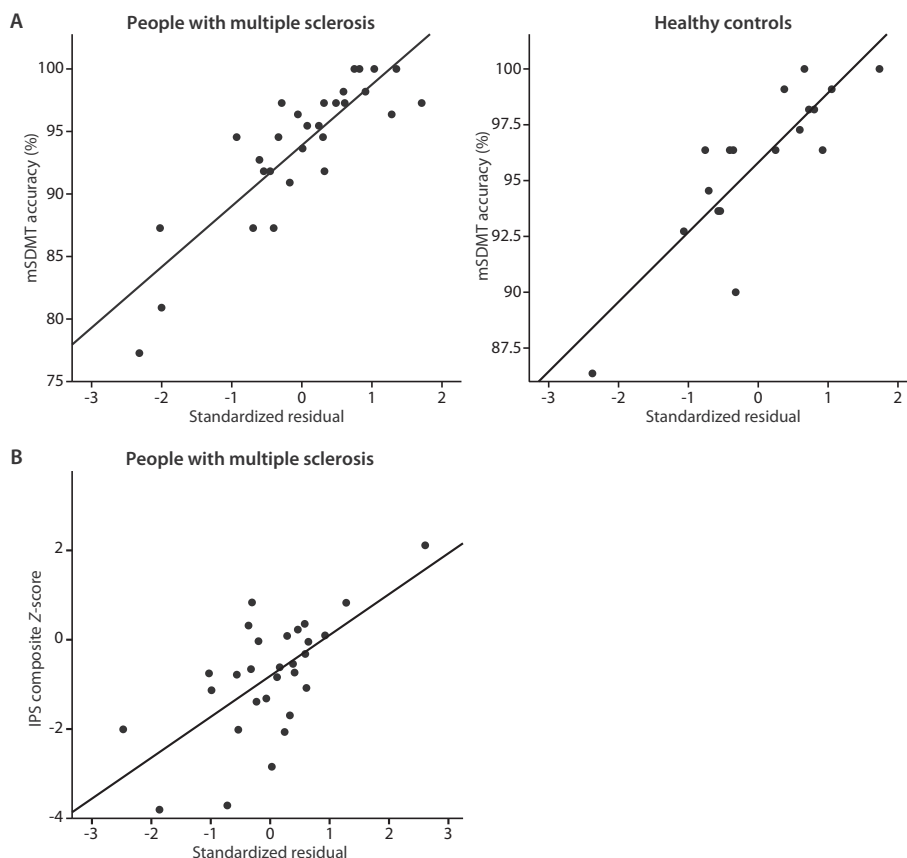 A
People with multiple sclerosis
Healthy controls
100
95
90
85
80
75
mSDMT accuracy (%)
-3 -2 -1 0 1 2
Standardized residual
100
97.5
95
92.5
90
87.5
mSDMT accuracy (%)
-3 -2 -1 0 1 2
Standardized residual
B
People with multiple sclerosis
2
0
-2
-4
IPS composite Z-score
-3 -2 -1 0 1 2 3
Standardized residual